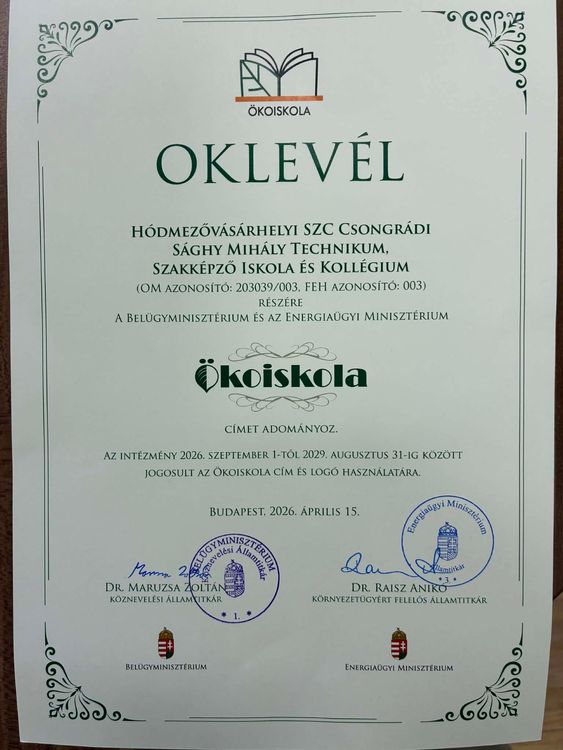 ÖKOISKOLA
OKLEVÉL
HÓDMEZŐVÁSÁRHELYI SZC CSONGRÁDI
SÁGHY MIHÁLY TECHNIKUM,
SZAKKÉPZŐ ISKOLA ÉS KOLLÉGIUM
(OM AZONOSÍTÓ: 203039/003, FEH AZONOSÍTÓ: 003)
RÉSZÉRE
A BELÜGYMINISZTÉRIUM ÉS AZ ENERGIAÜGYI MINISZTÉRIUM
Ökoiskola
CÍMET ADOMÁNYOZ.
AZ INTÉZMÉNY 2026. SZEPTEMBER 1-TŐL 2029. AUGUSZTUS 31-IG KÖZÖTT
JOGOSULT AZ ÖKOISKOLA CÍM ÉS LOGÓ HASZNÁLATÁRA.
BUDAPEST, 2026. ÁPRILIS 15.
BELÜGYMINISZTÉRIUM
Köznevelési Államtitkár
* 1. *
Energiaügyi Minisztérium
Államtitkár
* 3. *
DR. MARUZSA ZOLTÁN
KÖZNEVELÉSI ÁLLAMTITKÁR
DR. RAISZ ANIKÓ
KÖRNYEZETÜGYÉRT FELELŐS ÁLLAMTITKÁR
BELÜGYMINISZTÉRIUM
ENERGIAÜGYI MINISZTÉRIUM